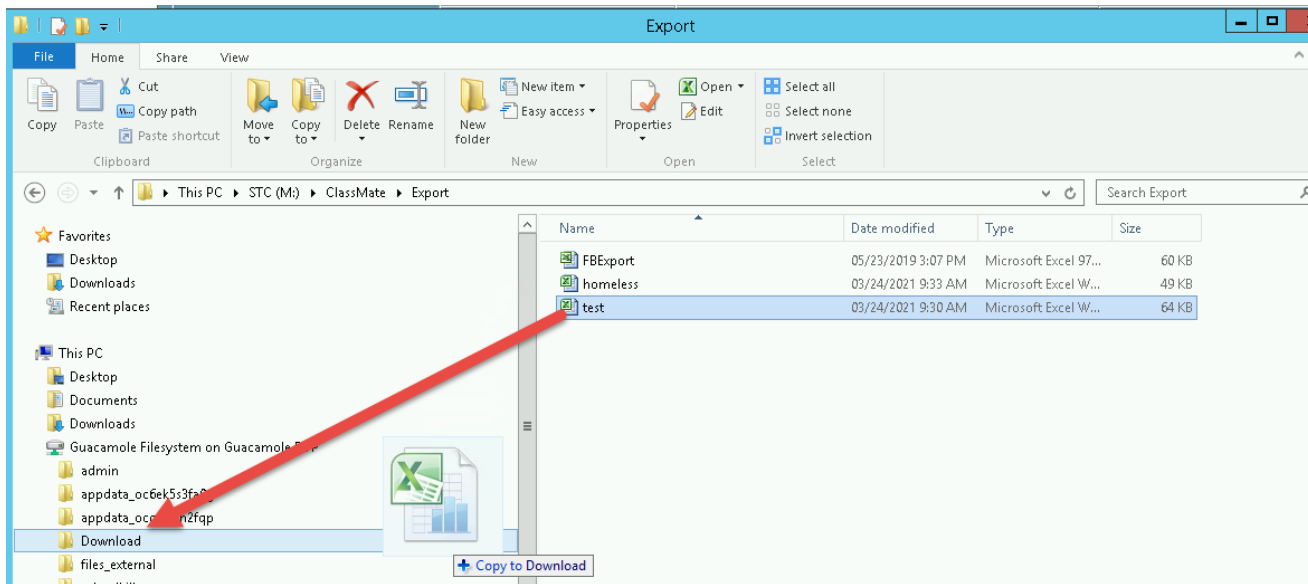 Export
File Home Share View
Copy
Paste
Cut
Copy path
Paste shortcut
Clipboard
Move to
Copy to
Delete
Rename
Organize
New folder
New item
Easy access
New
Properties
Open
Edit
Open
Select all
Select none
Invert selection
Select
This PC STC (M:) ClassMate Export
Search Export
Favorites
Desktop
Downloads
Recent places
This PC
Desktop
Documents
Downloads
Guacamole Filesystem on Guacamole
admin
files_external
Download
Name Date modified Type Size
FBExport 05/23/2019 3:07 PM Microsoft Excel 97... 60 KB
homeless 03/24/2021 9:33 AM Microsoft Excel W... 49 KB
test 03/24/2021 9:30 AM Microsoft Excel W... 64 KB
Copy to Download